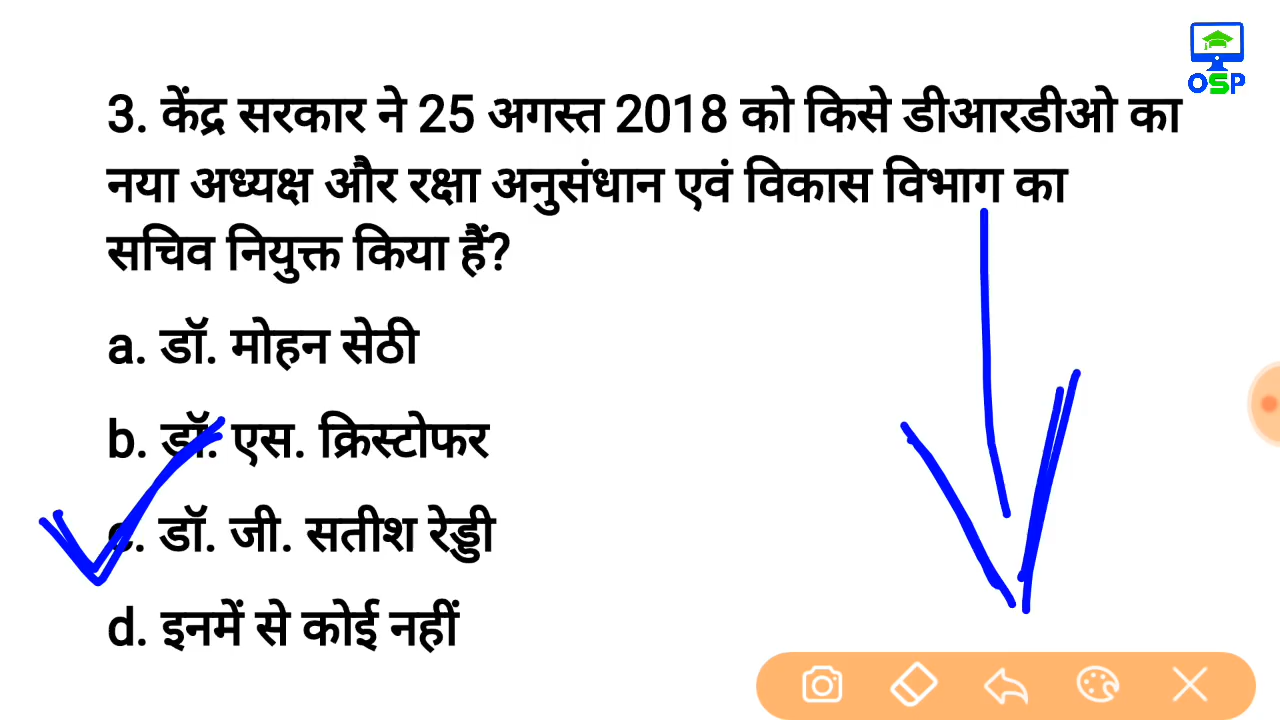 OSP
3. केंद्र सरकार ने 25 अगस्त 2018 को किसे डीआरडीओ का
नया अध्यक्ष और रक्षा अनुसंधान एवं विकास विभाग का
सचिव नियुक्त किया हैं?
a. डॉ. मोहन सेठी
b. डॉ. एस. क्रिस्टोफर
c. डॉ. जी. सतीश रेड्डी
d. इनमें से कोई नहीं